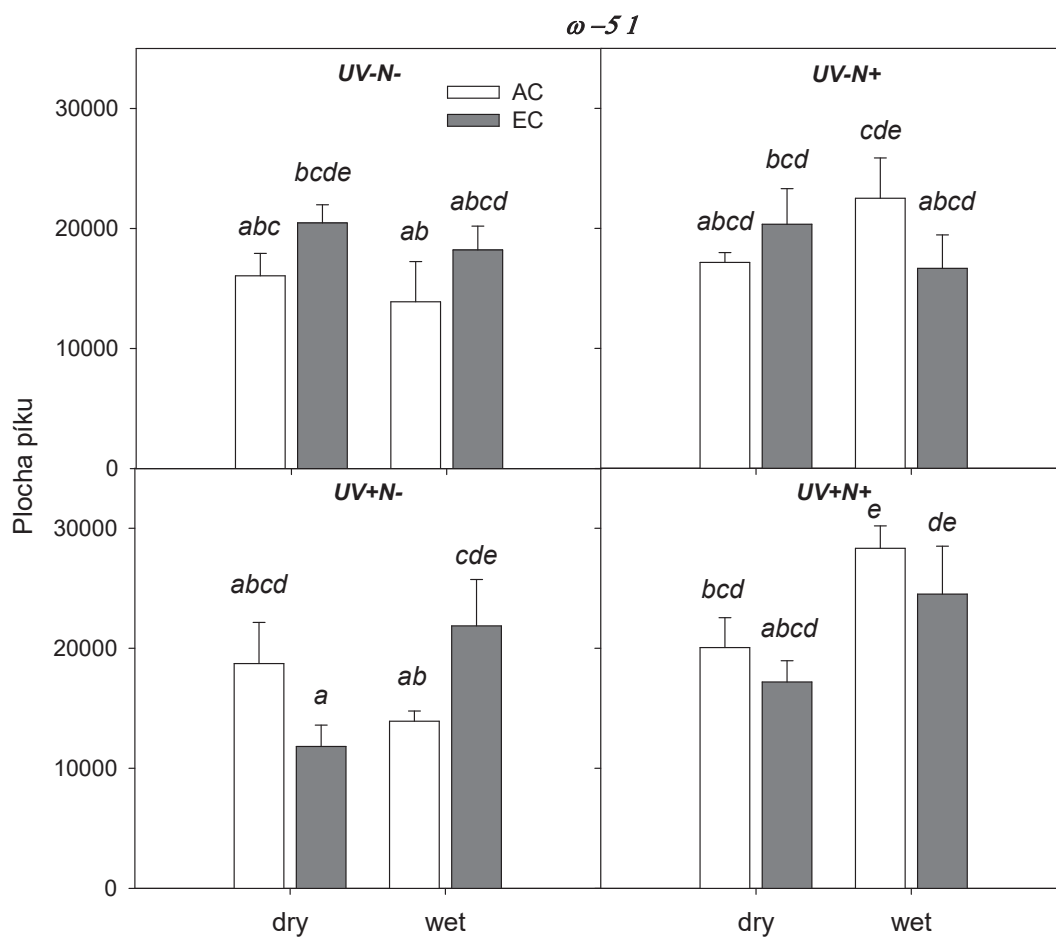 ω –5 1
UV-N-
AC
EC
UV-N+
30000
20000
10000
0
abc
bcde
ab
abcd
abcd
bcd
cde
abcd
Plocha píku
UV+N-
UV+N+
30000
20000
10000
0
abcd
a
ab
cde
bcd
abcd
e
de
dry
wet
dry
wet